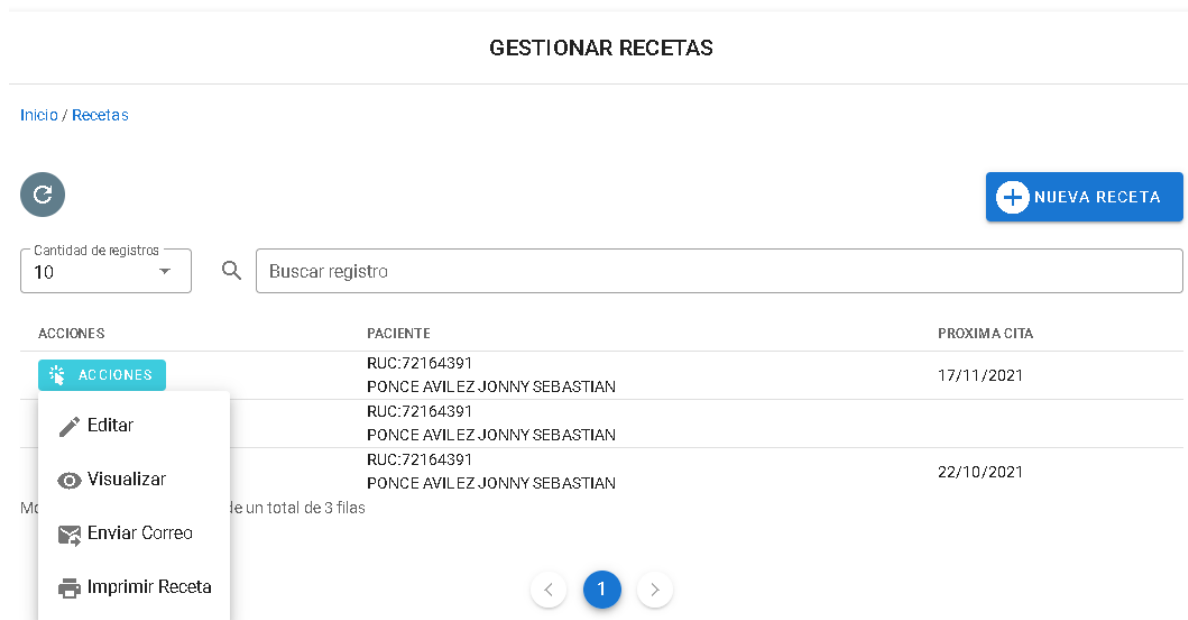 GESTIONAR RECETAS
Inicio / Recetas
NUEVA RECETA
Cantidad de registros
10
Buscar registro
ACCIONES PACIENTE PROXIMA CITA
ACCIONES
RUC:72164391
PONCE AVILEZ JONNY SEBASTIAN
17/11/2021
Editar
RUC:72164391
PONCE AVILEZ JONNY SEBASTIAN
Visualizar
RUC:72164391
PONCE AVILEZ JONNY SEBASTIAN
22/10/2021
un total de 3 filas
Enviar Correo
Imprimir Receta
1